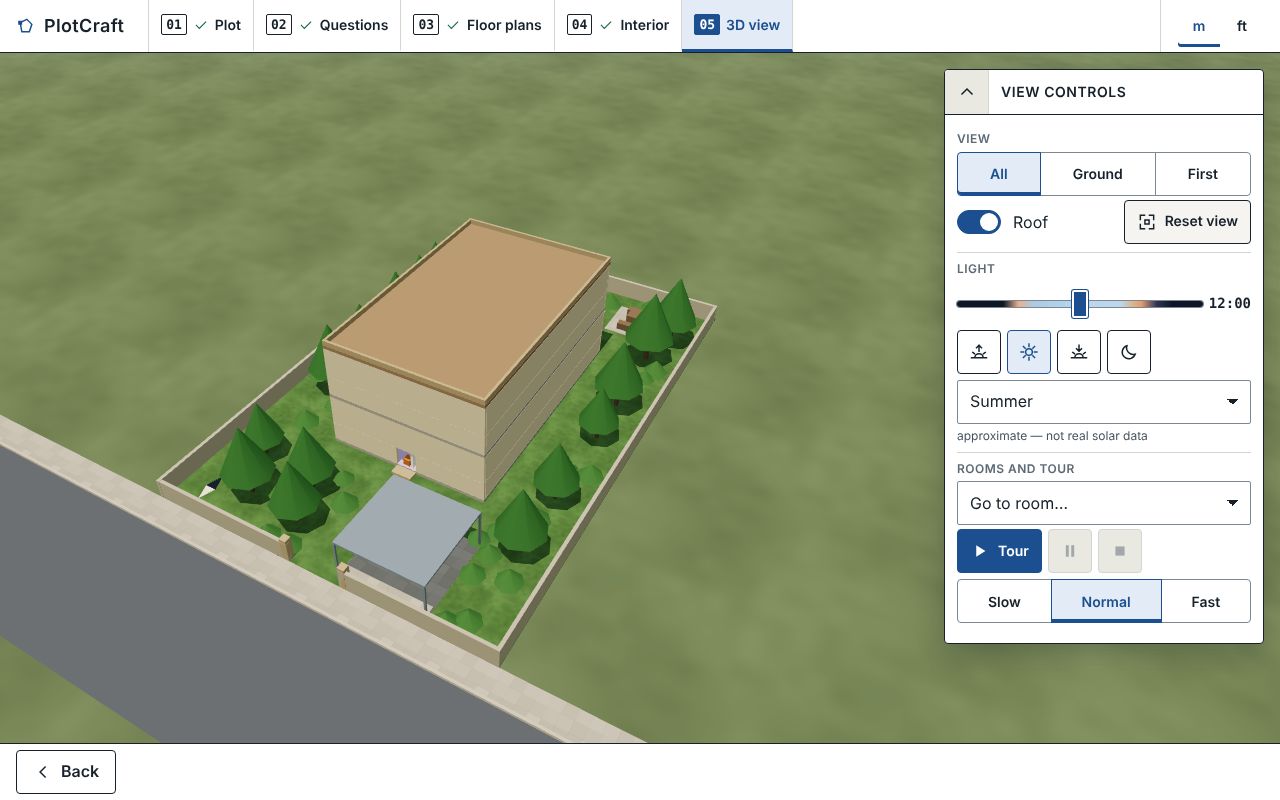 PlotCraft
01 Plot
02 Questions
03 Floor plans
04 Interior
05 3D view
m ft
VIEW CONTROLS
VIEW
All Ground First
Roof Reset view
LIGHT
12:00
Summer
approximate — not real solar data
ROOMS AND TOUR
Go to room...
Tour
Slow Normal Fast
Back